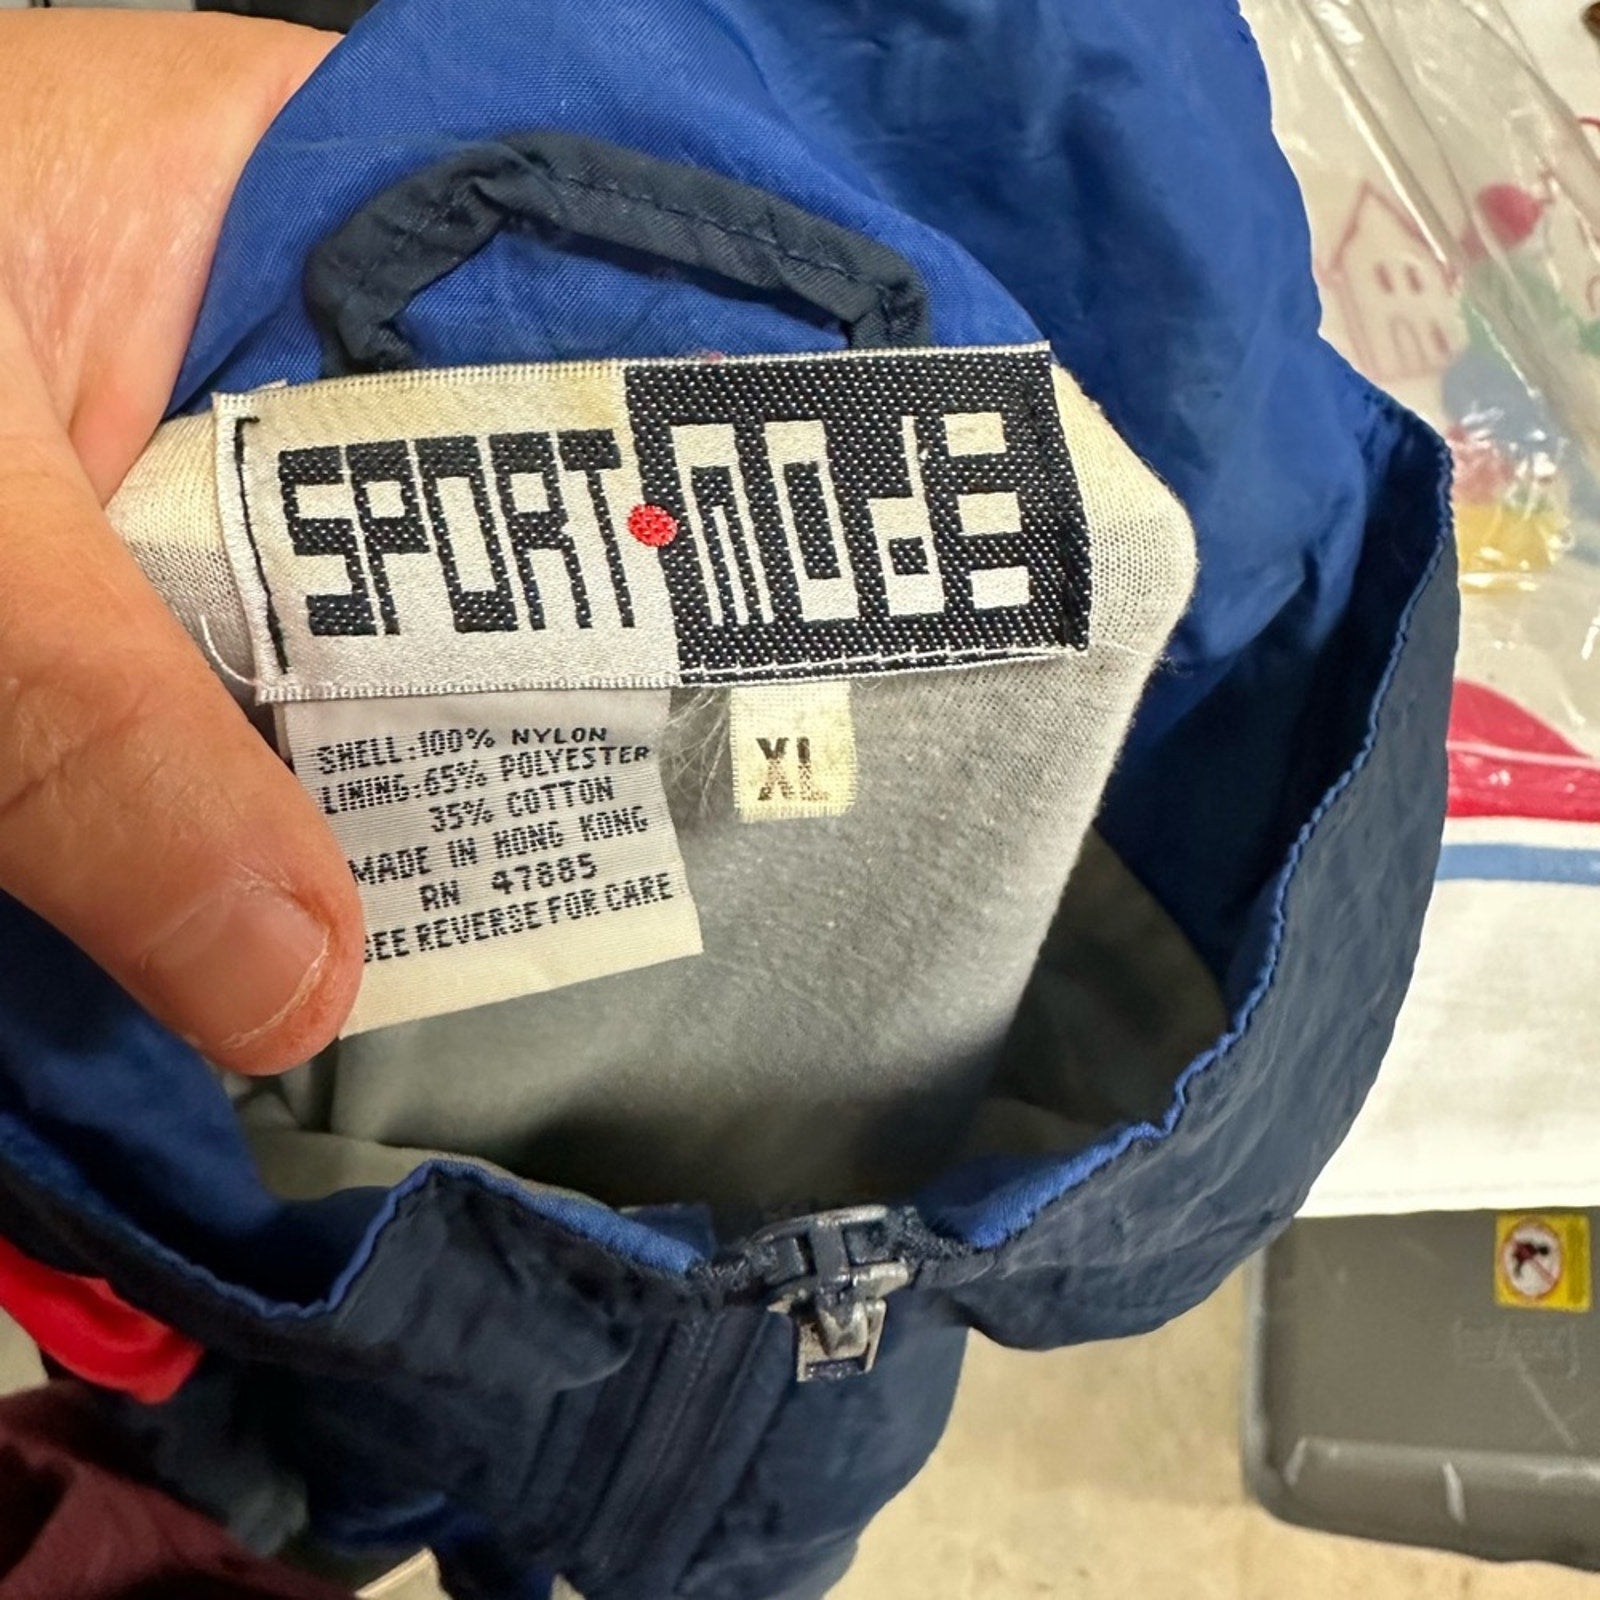 SPORT•MODE
SHELL:100% NYLON
LINING:65% POLYESTER
35% COTTON
MADE IN HONG KONG
RN 47885
SEE REVERSE FOR CARE
XL